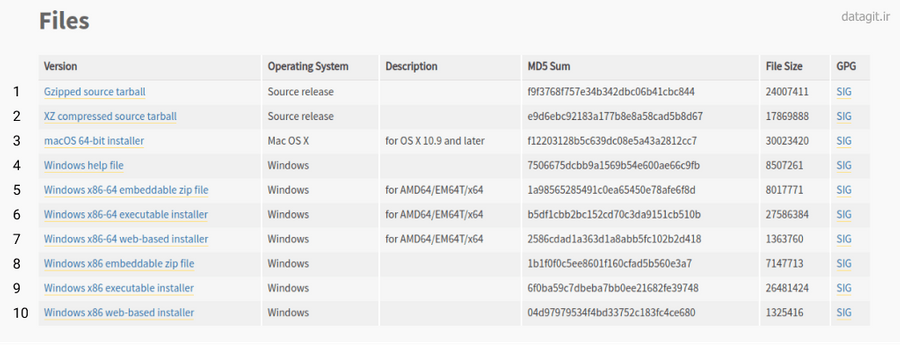 Files
datagit.ir
Version Operating System Description MD5 Sum File Size GPG
1 Gzipped source tarball Source release f9f3768f757e34b342dbc06b41cbc844 24007411 SIG
2 XZ compressed source tarball Source release e9d6ebc92183a177b8e8a58cad5b8d67 17869888 SIG
3 macOS 64-bit installer Mac OS X for OS X 10.9 and later f12203128b5c639dc08e5a43a2812cc7 30023420 SIG
4 Windows help file Windows 7506675dcbb9a1569b54e600ae66c9fb 8507261 SIG
5 Windows x86-64 embeddable zip file Windows for AMD64/EM64T/x64 1a98565285491c0ea65450e78afe6f8d 8017771 SIG
6 Windows x86-64 executable installer Windows for AMD64/EM64T/x64 b5df1cbb2bc152cd70c3da9151cb510b 27586384 SIG
7 Windows x86-64 web-based installer Windows for AMD64/EM64T/x64 2586cdad1a363d1a8abb5fc102b2d418 1363760 SIG
8 Windows x86 embeddable zip file Windows 1b1f0f0c5ee8601f160cfad5b560e3a7 7147713 SIG
9 Windows x86 executable installer Windows 6f0ba59c7dbeba7bb0ee21682fe39748 26481424 SIG
10 Windows x86 web-based installer Windows 04d97979534f4bd33752c183fc4ce680 1325416 SIG